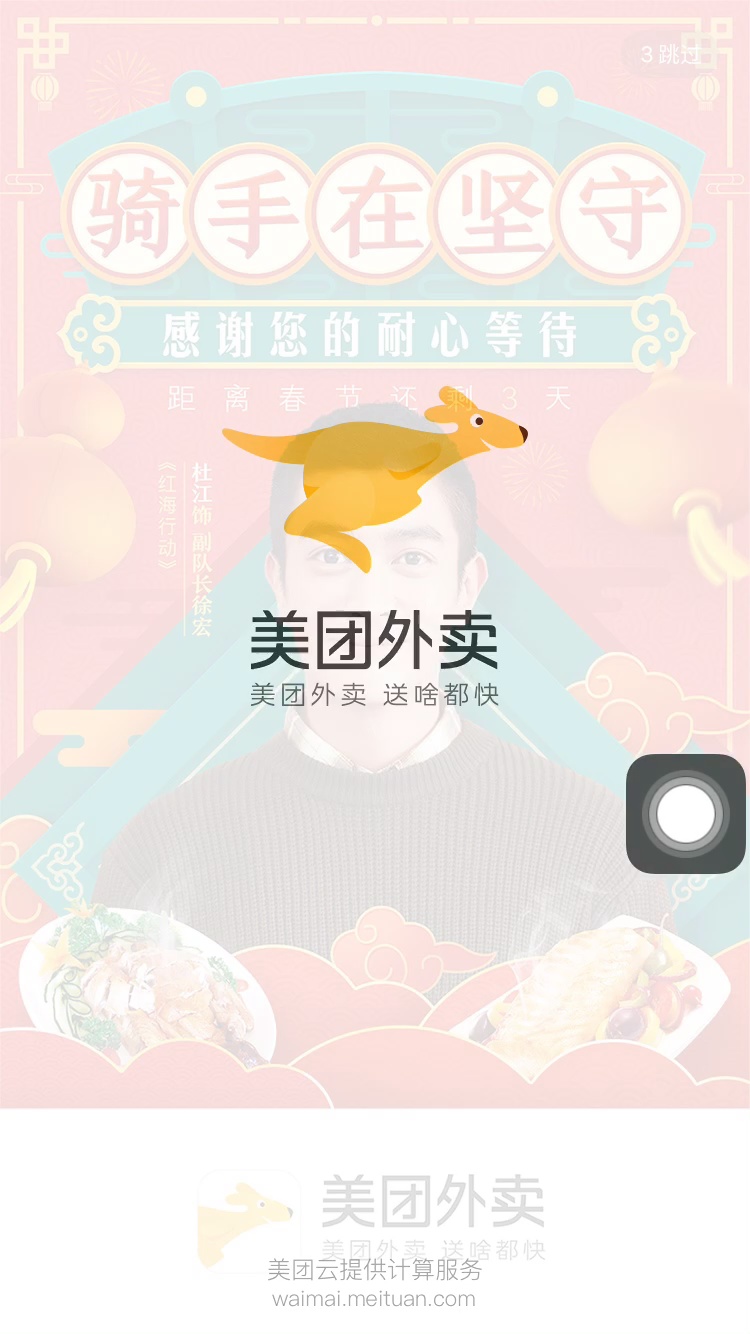 3 跳过
骑手在坚守
感谢您的耐心等待
距离春节还剩3天
杜江饰 副队长徐宏
《红海行动》
美团外卖
美团外卖 送啥都快
美团外卖
美团外卖 送啥都快
美团云提供计算服务
waimai.meituan.com